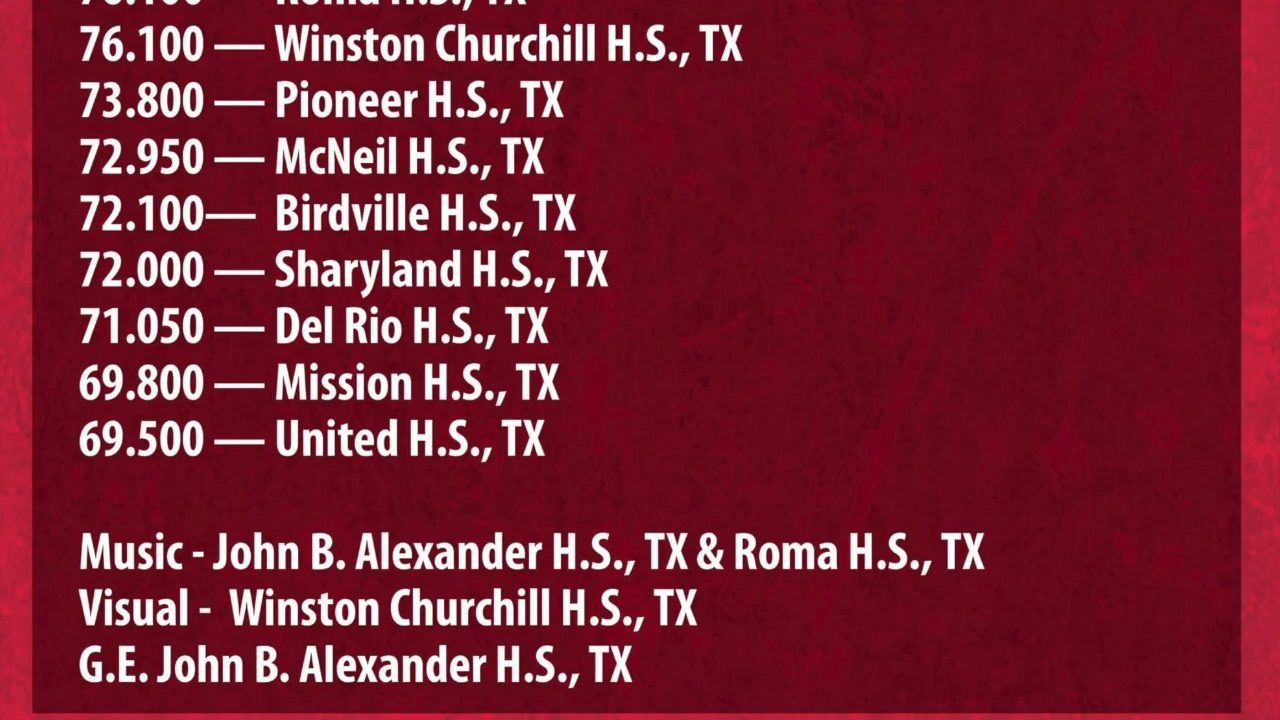 Roma H.S., TX
76.100 — Winston Churchill H.S., TX
73.800 — Pioneer H.S., TX
72.950 — McNeil H.S., TX
72.100— Birdville H.S., TX
72.000 — Sharyland H.S., TX
71.050 — Del Rio H.S., TX
69.800 — Mission H.S., TX
69.500 — United H.S., TX
Music - John B. Alexander H.S., TX & Roma H.S., TX
Visual - Winston Churchill H.S., TX
G.E. John B. Alexander H.S., TX